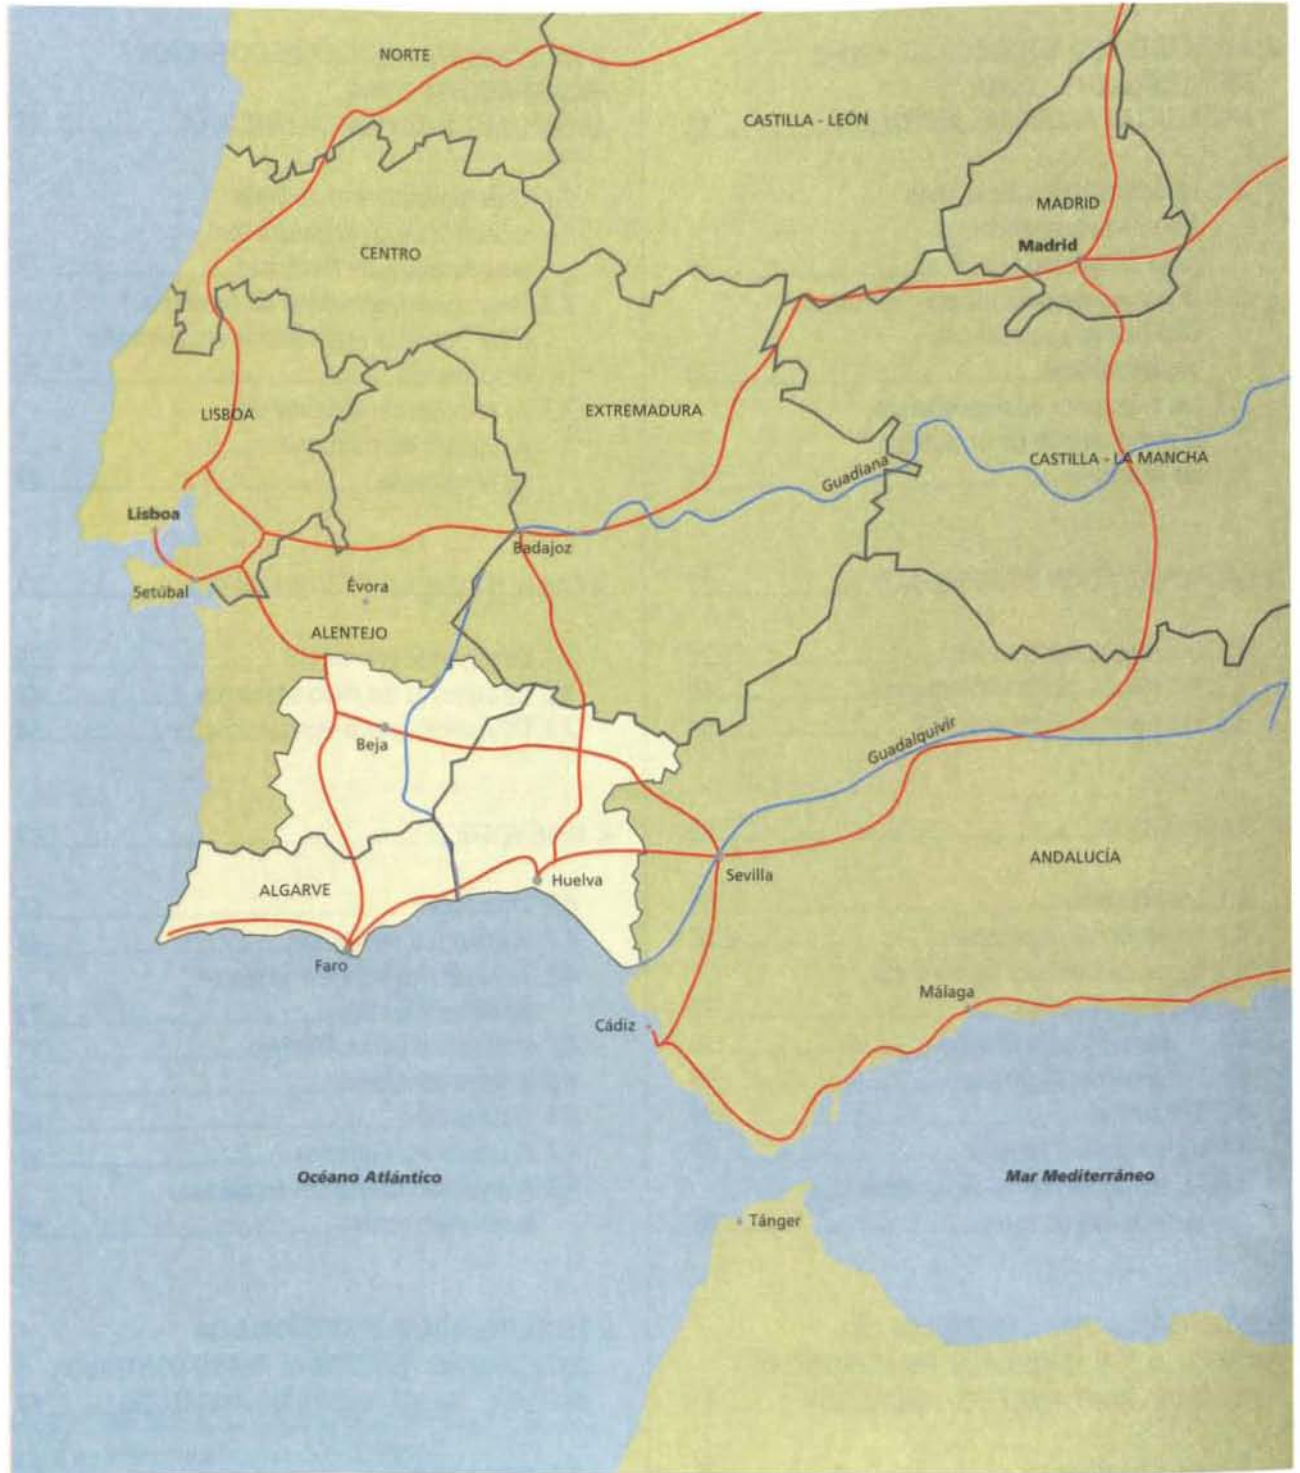 NORTE
CASTILLA - LEÓN
MADRID
Madrid
CENTRO
LISBOA
EXTREMADURA
Guadiana
CASTILLA - LA MANCHA
Lisboa
Badajoz
Setúbal
Évora
ALENTEJO
Beja
Guadalquivir
ANDALUCÍA
ALGARVE
Huelva
Sevilla
Faro
Málaga
Cádiz
Océano Atlántico
Mar Mediterráneo
Tánger